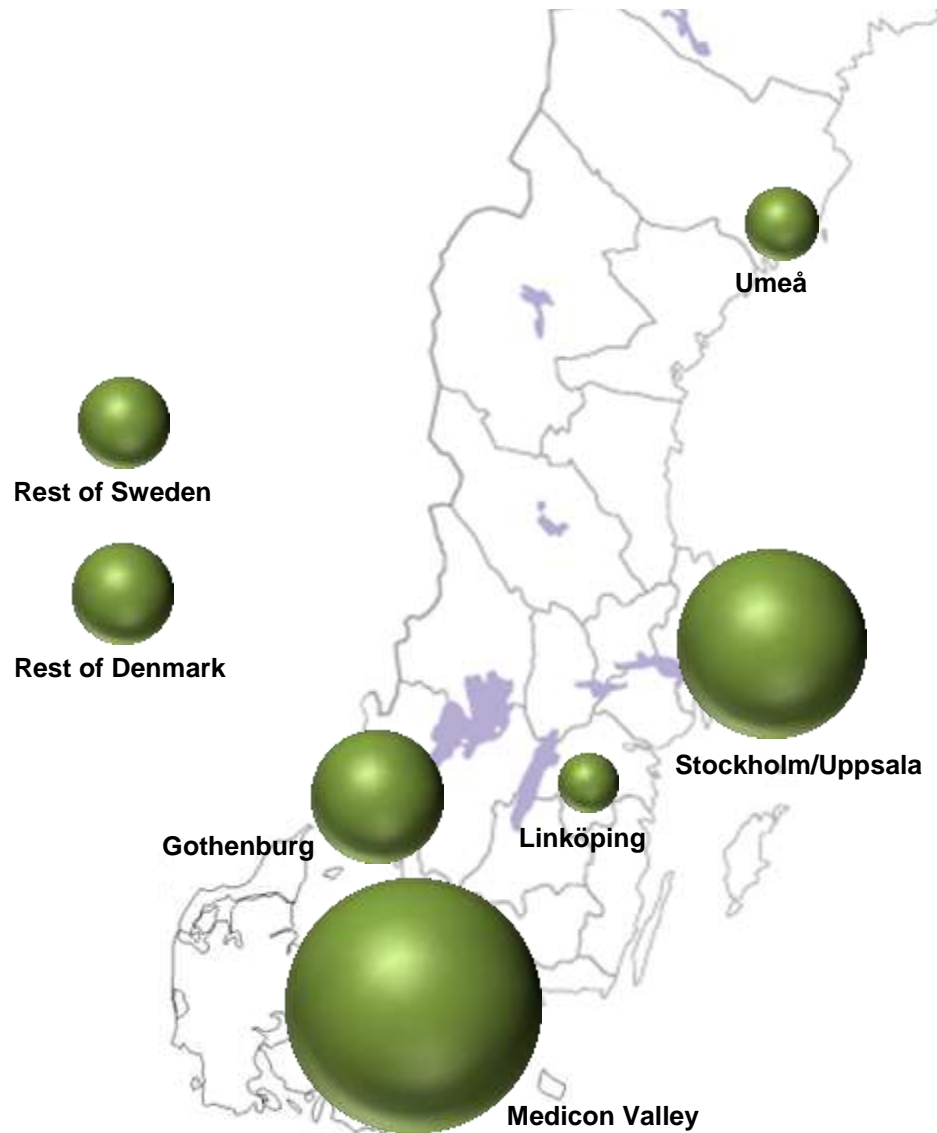 Umeå
Rest of Sweden
Rest of Denmark
Stockholm/Uppsala
Gothenburg
Linköping
Medicon Valley